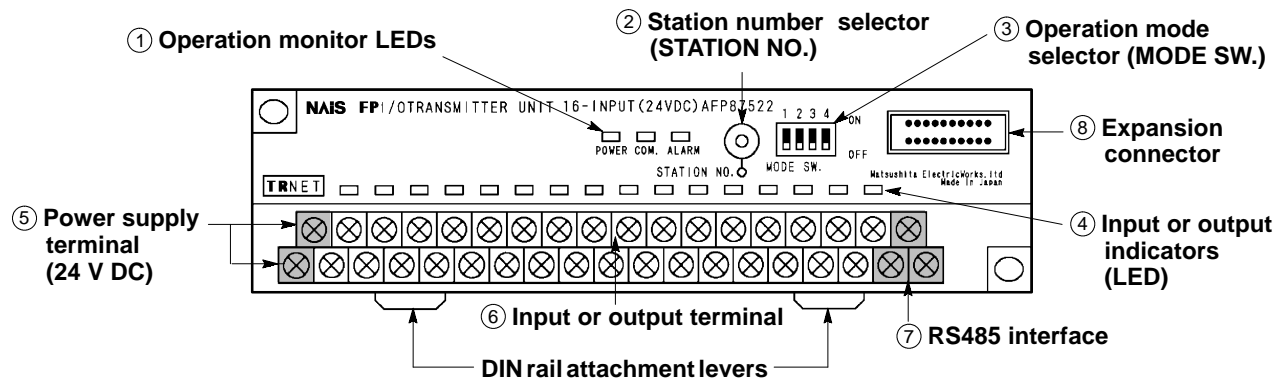 ① Operation monitor LEDs
② Station number selector
(STATION NO.)
③ Operation mode
selector (MODE SW.)
NAiS FP I/OTRANSMITTER UNIT 16-INPUT(24VDC)AFP87522
1 2 3 4
ON
OFF
POWER COM. ALARM
STATION NO.
MODE SW.
Matsushita ElectricWorks,ltd
Made In Japan
TRNET
⑧ Expansion
connector
⑤ Power supply
terminal
(24 V DC)
④ Input or output
indicators
(LED)
⑥ Input or output terminal
⑦ RS485 interface
DIN rail attachment levers